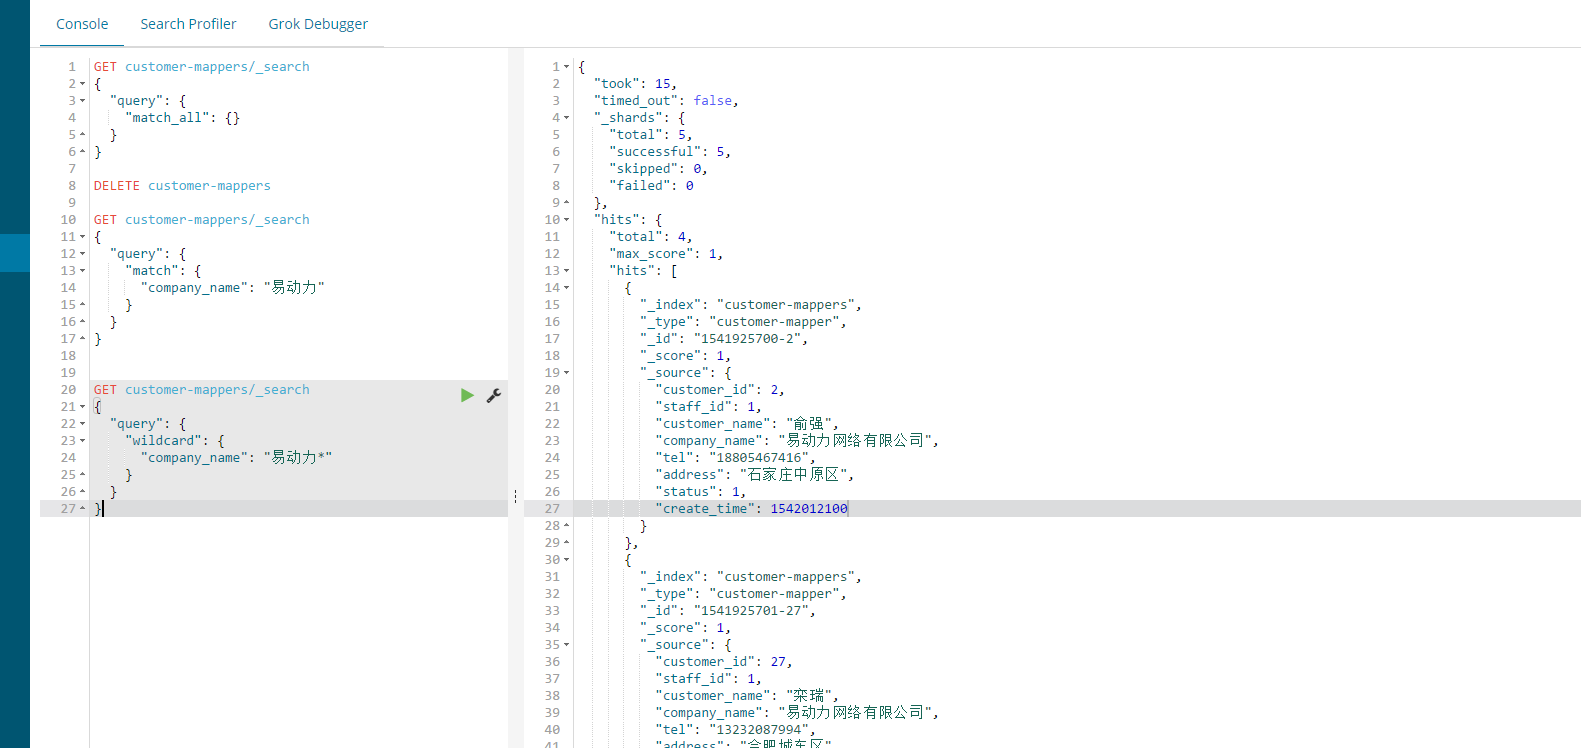 Console Search Profiler Grok Debugger
1 GET customer-mappers/_search
2 {
3 "query": {
4 "match_all": {}
5 }
6 }
7
8 DELETE customer-mappers
9
10 GET customer-mappers/_search
11 {
12 "query": {
13 "match": {
14 "company_name": "易动力"
15 }
16 }
17 }
18
19
20 GET customer-mappers/_search
21 {
22 "query": {
23 "wildcard": {
24 "company_name": "易动力*"
25 }
26 }
27 }
1 {
2 "took": 15,
3 "timed_out": false,
4 "_shards": {
5 "total": 5,
6 "successful": 5,
7 "skipped": 0,
8 "failed": 0
9 },
10 "hits": {
11 "total": 4,
12 "max_score": 1,
13 "hits": [
14 {
15 "_index": "customer-mappers",
16 "_type": "customer-mapper",
17 "_id": "1541925700-2",
18 "_score": 1,
19 "_source": {
20 "customer_id": 2,
21 "staff_id": 1,
22 "customer_name": "俞强",
23 "company_name": "易动力网络有限公司",
24 "tel": "18805467416",
25 "address": "石家庄中原区",
26 "status": 1,
27 "create_time": 1542012100
28 }
29 },
30 {
31 "_index": "customer-mappers",
32 "_type": "customer-mapper",
33 "_id": "1541925701-27",
34 "_score": 1,
35 "_source": {
36 "customer_id": 27,
37 "staff_id": 1,
38 "customer_name": "栾瑞",
39 "company_name": "易动力网络有限公司",
40 "tel": "13232087994",
41 "address": "合肥城东区"